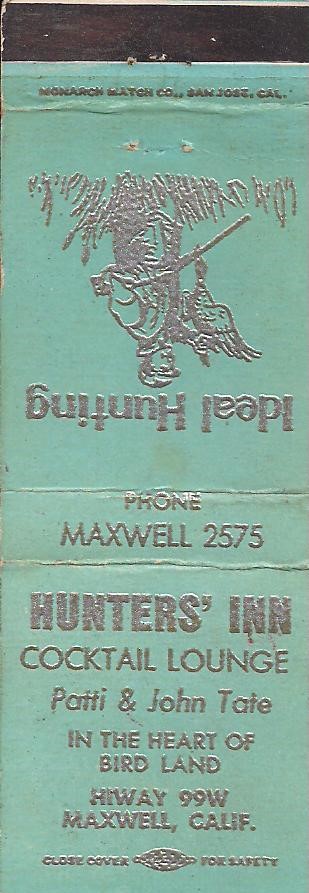 MONARCH MATCH CO., SAN JOSE, CAL.
Ideal Hunting
PHONE
MAXWELL 2575
HUNTERS' INN
COCKTAIL LOUNGE
Patti & John Tate
IN THE HEART OF
BIRD LAND
HIWAY 99W
MAXWELL, CALIF.
CLOSE COVER FOR SAFETY